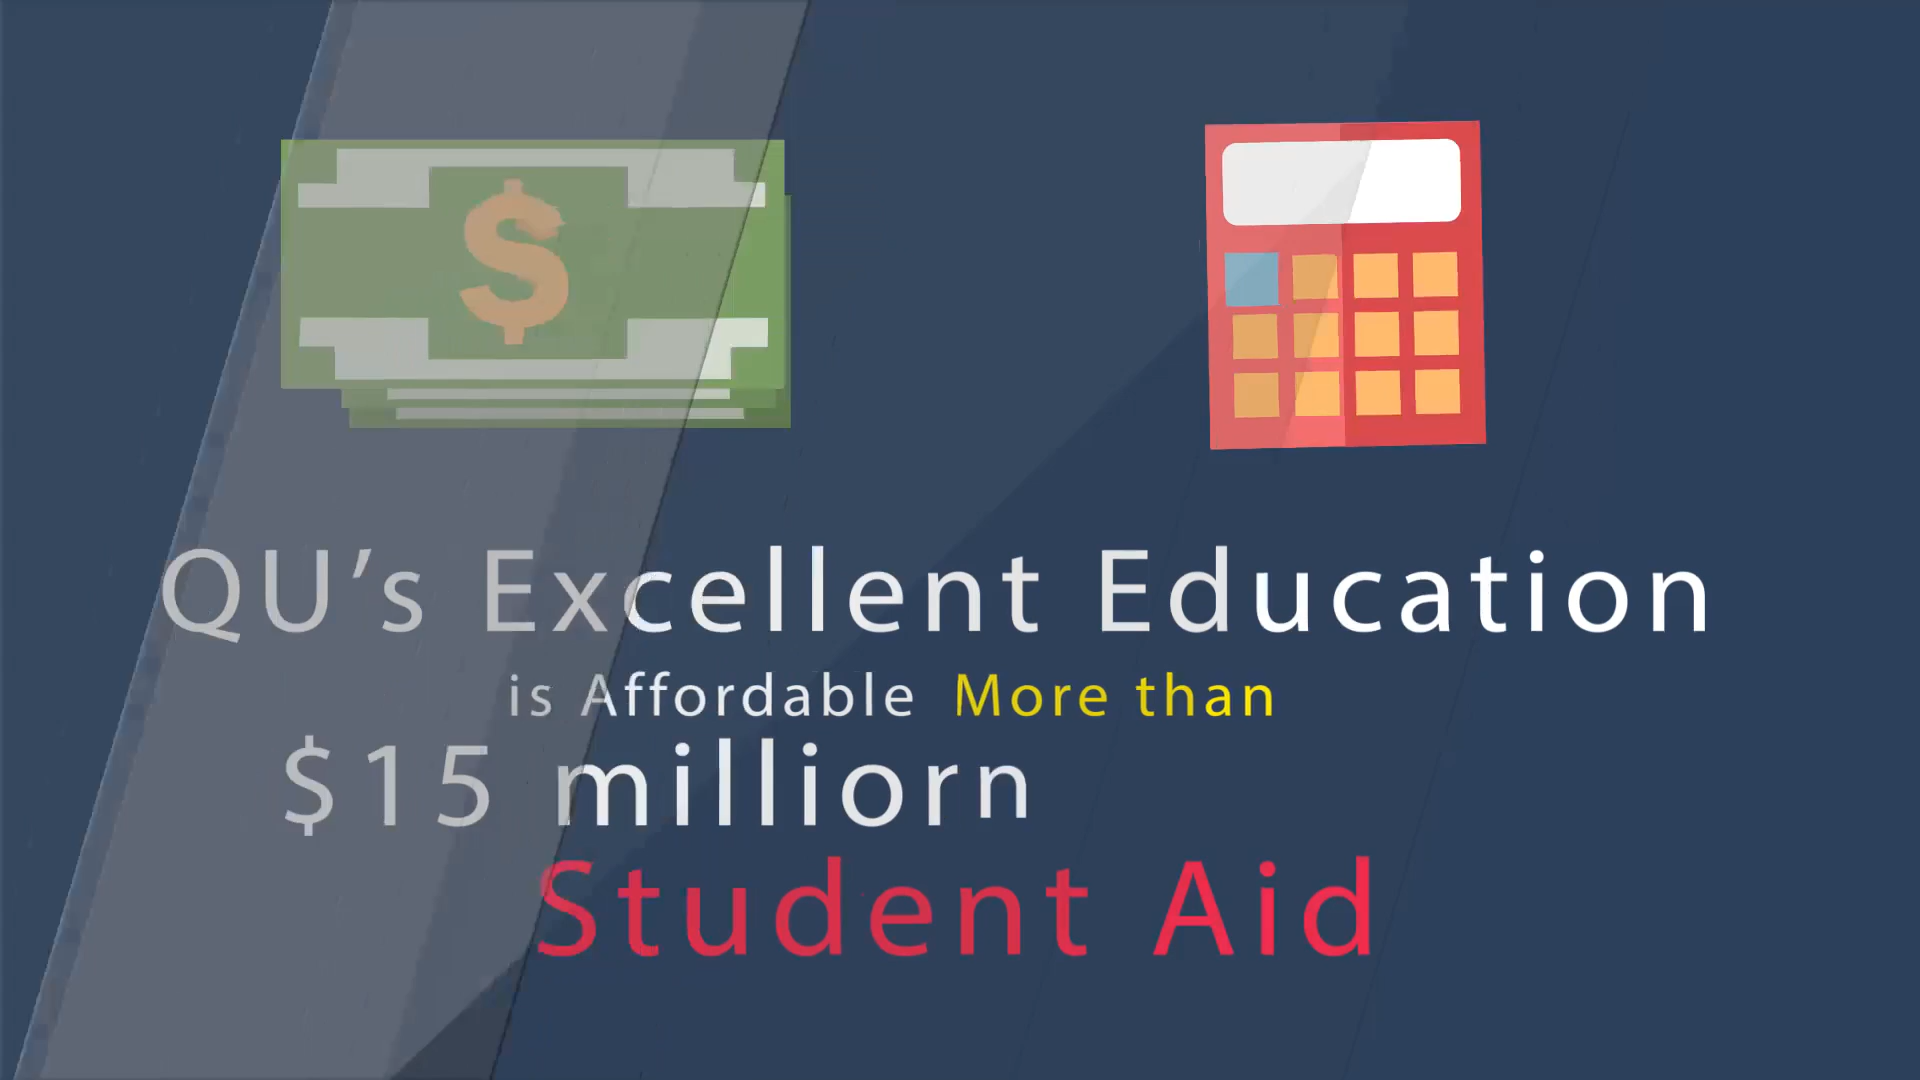 $
QU’s Excellent Education
is Affordable More than
$15 milliorn
Student Aid